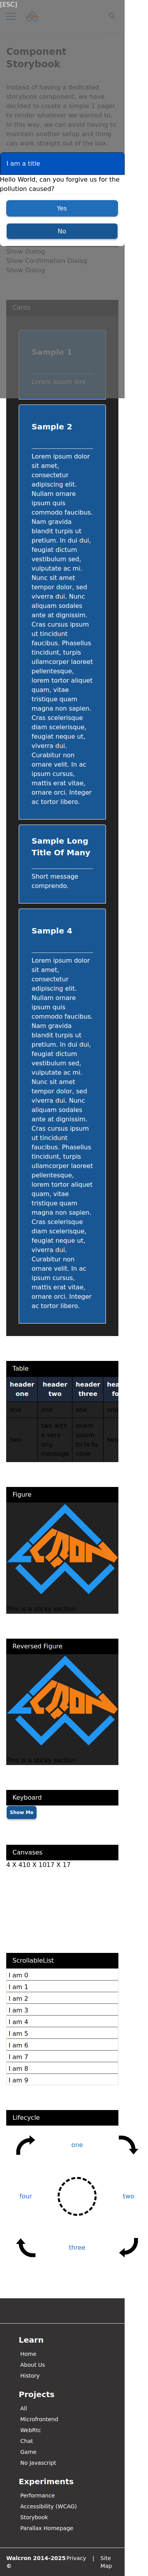 [ESC]
Component
Storybook
Instead of having a dedicated
storybook component, we have
decided to create a simple 1 pager
to render whatever we wanted to.
In this way, we can avoid having to
maintain another setup and thing
can work straight out of the box.
I am a title
Hello World, can you forgive us for the
pollution caused?
Yes
No
Show Dialog
Show Confirmation Dialog
Show Dialog
Cards
Sample 1
Lorem ipsum lore
Sample 2
Lorem ipsum dolor
sit amet,
consectetur
adipiscing elit.
Nullam ornare
ipsum quis
commodo faucibus.
Nam gravida
blandit turpis ut
pretium. In dui dui,
feugiat dictum
vestibulum sed,
vulputate ac mi.
Nunc sit amet
tempor dolor, sed
viverra dui. Nunc
aliquam sodales
ante at dignissim.
Cras cursus ipsum
ut tincidunt
faucibus. Phasellus
tincidunt, turpis
ullamcorper laoreet
pellentesque,
lorem tortor aliquet
quam, vitae
tristique quam
magna non sapien.
Cras scelerisque
diam scelerisque,
feugiat neque ut,
viverra dui.
Curabitur non
ornare velit. In ac
ipsum cursus,
mattis erat vitae,
ornare orci. Integer
ac tortor libero.
Sample Long
Title Of Many
Short message
comprendo.
Sample 4
Lorem ipsum dolor
sit amet,
consectetur
adipiscing elit.
Nullam ornare
ipsum quis
commodo faucibus.
Nam gravida
blandit turpis ut
pretium. In dui dui,
feugiat dictum
vestibulum sed,
vulputate ac mi.
Nunc sit amet
tempor dolor, sed
viverra dui. Nunc
aliquam sodales
ante at dignissim.
Cras cursus ipsum
ut tincidunt
faucibus. Phasellus
tincidunt, turpis
ullamcorper laoreet
pellentesque,
lorem tortor aliquet
quam, vitae
tristique quam
magna non sapien.
Cras scelerisque
diam scelerisque,
feugiat neque ut,
viverra dui.
Curabitur non
ornare velit. In ac
ipsum cursus,
mattis erat vitae,
ornare orci. Integer
ac tortor libero.
Table
header one header two header three
one one one
two with
a very
long
message
Figure
This is a sticky section
Reversed Figure
This is a sticky section
Keyboard
Show Me
Canvases
4 X 410 X 1017 X 17
ScrollableList
I am 0
I am 1
I am 2
I am 3
I am 4
I am 5
I am 6
I am 7
I am 8
I am 9
Lifecycle
one
four two
three
Learn
Home
About Us
History
Projects
All
Microfrontend
WebRtc
Chat
Game
No Javascript
Experiments
Performance
Accessibility (WCAG)
Storybook
Parallax Homepage
Walcron 2014-2025 Privacy | Site
© Map